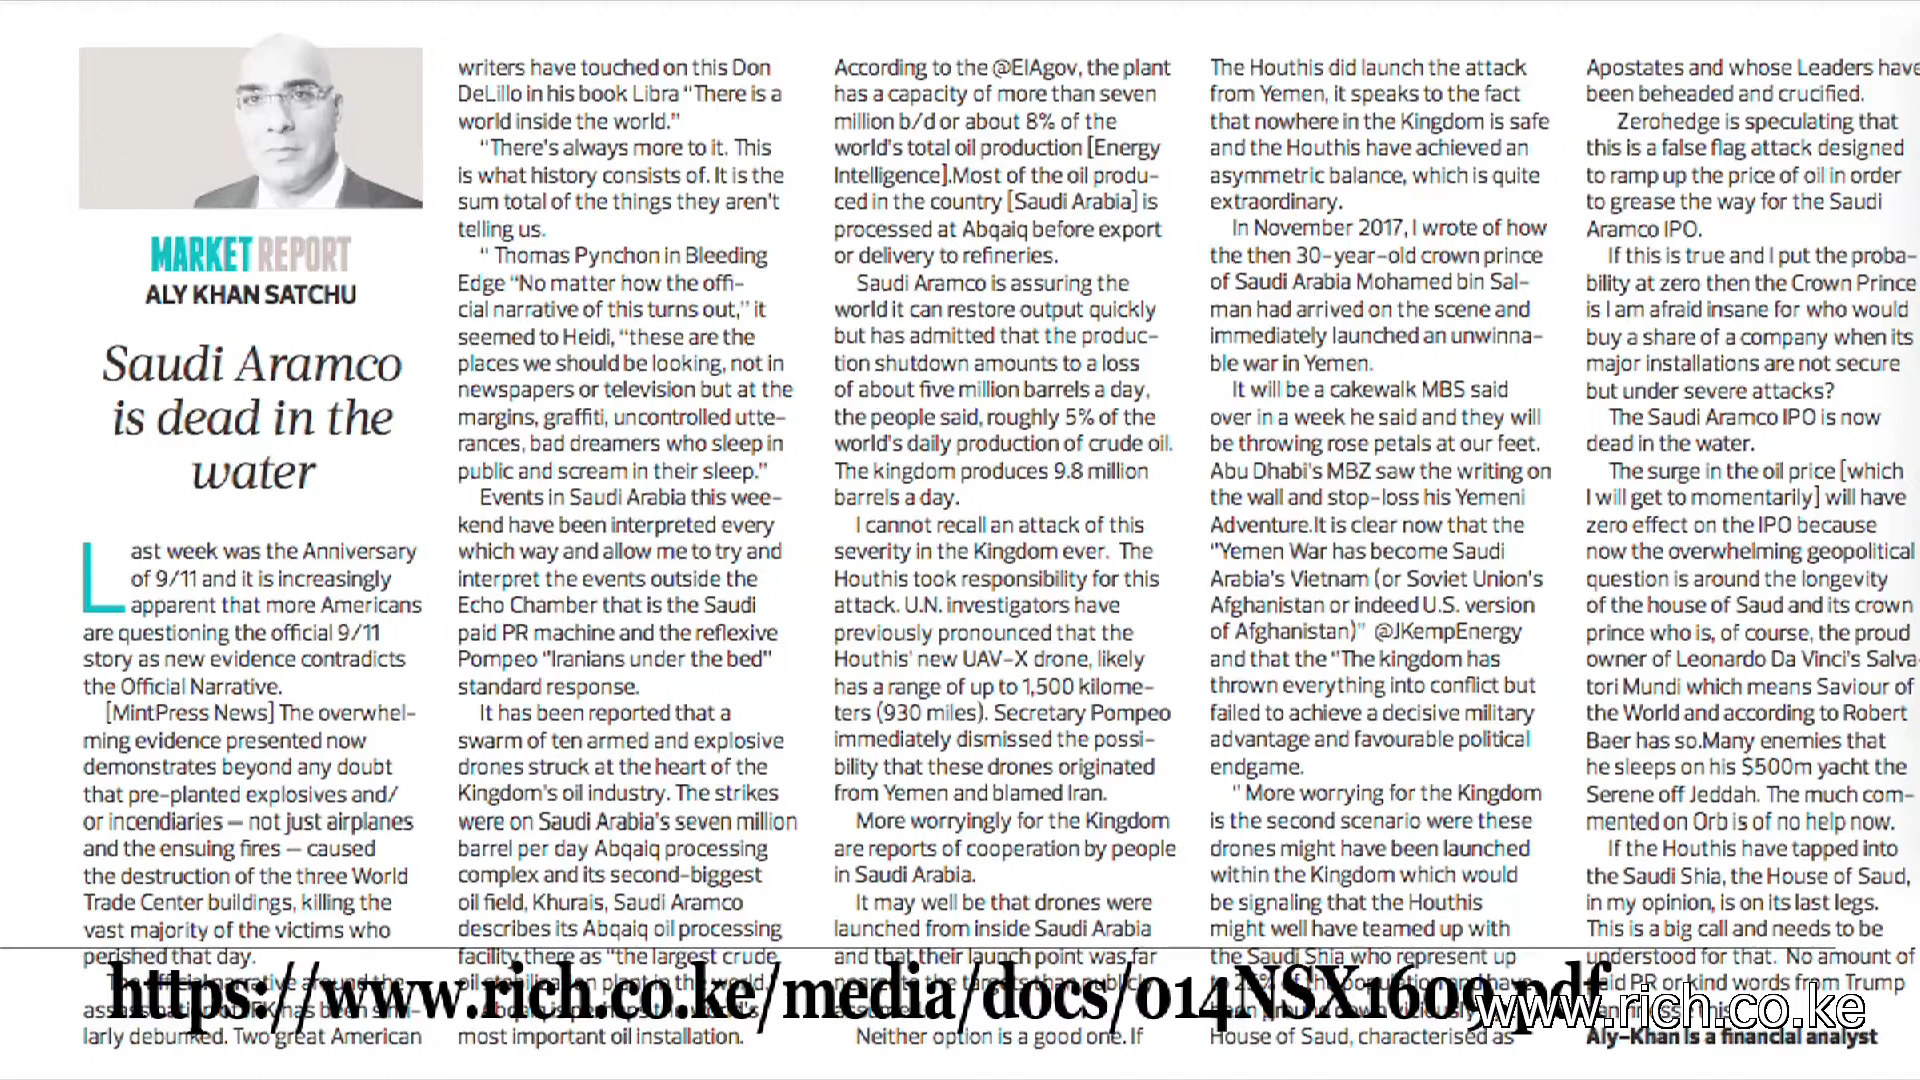 MARKET REPORT
ALY KHAN SATCHU
Saudi Aramco
is dead in the
water
Last week was the Anniversary
of 9/11 and it is increasingly
apparent that more Americans
are questioning the official 9/11
story as new evidence contradicts
the Official Narrative.
[MintPress News] The overwhel-
ming evidence presented now
demonstrates beyond any doubt
that pre-planted explosives and/
or incendiaries — not just airplanes
and the ensuing fires — caused
the destruction of the three World
Trade Center buildings, killing the
vast majority of the victims who
perished that day.
The official narrative around the
larly debunked. Two great American
writers have touched on this Don
DeLillo in his book Libra “There is a
world inside the world.”
“There's always more to it. This
is what history consists of. It is the
sum total of the things they aren't
telling us.
“ Thomas Pynchon in Bleeding
Edge “No matter how the offi-
cial narrative of this turns out,” it
seemed to Heidi, “these are the
places we should be looking, not in
newspapers or television but at the
margins, graffiti, uncontrolled utte-
rances, bad dreamers who sleep in
public and scream in their sleep.”
Events in Saudi Arabia this wee-
kend have been interpreted every
which way and allow me to try and
interpret the events outside the
Echo Chamber that is the Saudi
paid PR machine and the reflexive
Pompeo “Iranians under the bed”
standard response.
It has been reported that a
swarm of ten armed and explosive
drones struck at the heart of the
Kingdom's oil industry. The strikes
were on Saudi Arabia's seven million
barrel per day Abqaiq processing
complex and its second-biggest
oil field, Khurais, Saudi Aramco
describes its Abqaiq oil processing
facility there as “the largest crude
oil stabilization plant in the world.
most important oil installation.
According to the @EIAgov, the plant
has a capacity of more than seven
million b/d or about 8% of the
world's total oil production [Energy
Intelligence].Most of the oil produ-
ced in the country [Saudi Arabia] is
processed at Abqaiq before export
or delivery to refineries.
Saudi Aramco is assuring the
world it can restore output quickly
but has admitted that the produc-
tion shutdown amounts to a loss
of about five million barrels a day,
the people said, roughly 5% of the
world's daily production of crude oil.
The kingdom produces 9.8 million
barrels a day.
I cannot recall an attack of this
severity in the Kingdom ever. The
Houthis took responsibility for this
attack. U.N. investigators have
previously pronounced that the
Houthis' new UAV-X drone, likely
has a range of up to 1,500 kilome-
ters (930 miles). Secretary Pompeo
immediately dismissed the possi-
bility that these drones originated
from Yemen and blamed Iran.
More worryingly for the Kingdom
are reports of cooperation by people
in Saudi Arabia.
It may well be that drones were
launched from inside Saudi Arabia
and that their launch point was far
nearer to the targets than publicly
Neither option is a good one. If
The Houthis did launch the attack
from Yemen, it speaks to the fact
that nowhere in the Kingdom is safe
and the Houthis have achieved an
asymmetric balance, which is quite
extraordinary.
In November 2017, I wrote of how
the then 30-year-old crown prince
of Saudi Arabia Mohamed bin Sal-
man had arrived on the scene and
immediately launched an unwinna-
ble war in Yemen.
It will be a cakewalk MBS said
over in a week he said and they will
be throwing rose petals at our feet.
Abu Dhabi's MBZ saw the writing on
the wall and stop-loss his Yemeni
Adventure.It is clear now that the
“Yemen War has become Saudi
Arabia's Vietnam (or Soviet Union's
Afghanistan or indeed U.S. version
of Afghanistan)” @JKempEnergy
and that the “The kingdom has
thrown everything into conflict but
failed to achieve a decisive military
advantage and favourable political
endgame.
“ More worrying for the Kingdom
is the second scenario were these
drones might have been launched
within the Kingdom which would
be signaling that the Houthis
might well have teamed up with
the Saudi Shia who represent up
House of Saud, characterised as
Apostates and whose Leaders have
been beheaded and crucified.
Zerohedge is speculating that
this is a false flag attack designed
to ramp up the price of oil in order
to grease the way for the Saudi
Aramco IPO.
If this is true and I put the proba-
bility at zero then the Crown Prince
is I am afraid insane for who would
buy a share of a company when its
major installations are not secure
but under severe attacks?
The Saudi Aramco IPO is now
dead in the water.
The surge in the oil price [which
I will get to momentarily] will have
zero effect on the IPO because
now the overwhelming geopolitical
question is around the longevity
of the house of Saud and its crown
prince who is, of course, the proud
owner of Leonardo Da Vinci's Salva-
tori Mundi which means Saviour of
the World and according to Robert
Baer has so.Many enemies that
he sleeps on his $500m yacht the
Serene off Jeddah. The much com-
mented on Orb is of no help now.
If the Houthis have tapped into
the Saudi Shia, the House of Saud,
in my opinion, is on its last legs.
This is a big call and needs to be
understood for that. No amount of
paid PR or kind words from Trump
Aly-Khan is a financial analyst
https://www.rich.co.ke/media/docs/014NSX1609.pdf
www.rich.co.ke